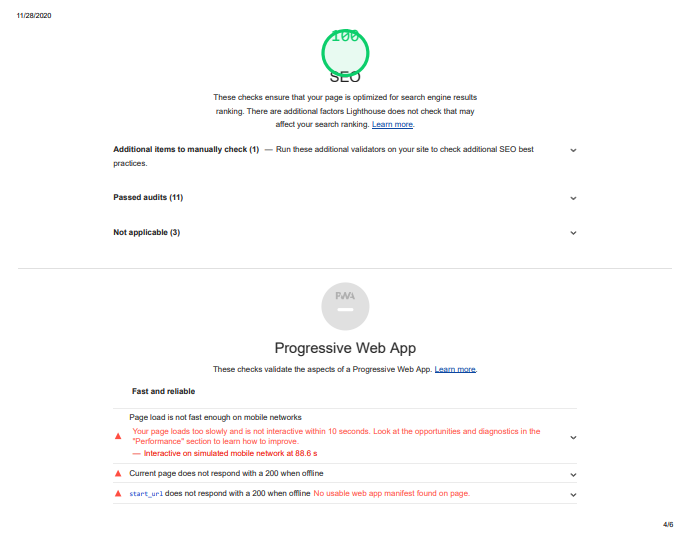 11/28/2020
100
SEO
These checks ensure that your page is optimized for search engine results
ranking. There are additional factors Lighthouse does not check that may
affect your search ranking. Learn more.
Additional items to manually check (1) — Run these additional validators on your site to check additional SEO best
practices.
Passed audits (11)
Not applicable (3)
PWA
Progressive Web App
These checks validate the aspects of a Progressive Web App. Learn more.
Fast and reliable
Page load is not fast enough on mobile networks
Your page loads too slowly and is not interactive within 10 seconds. Look at the opportunities and diagnostics in the
"Performance" section to learn how to improve.
— Interactive on simulated mobile network at 88.6 s
Current page does not respond with a 200 when offline
start_url does not respond with a 200 when offline No usable web app manifest found on page.
4/6